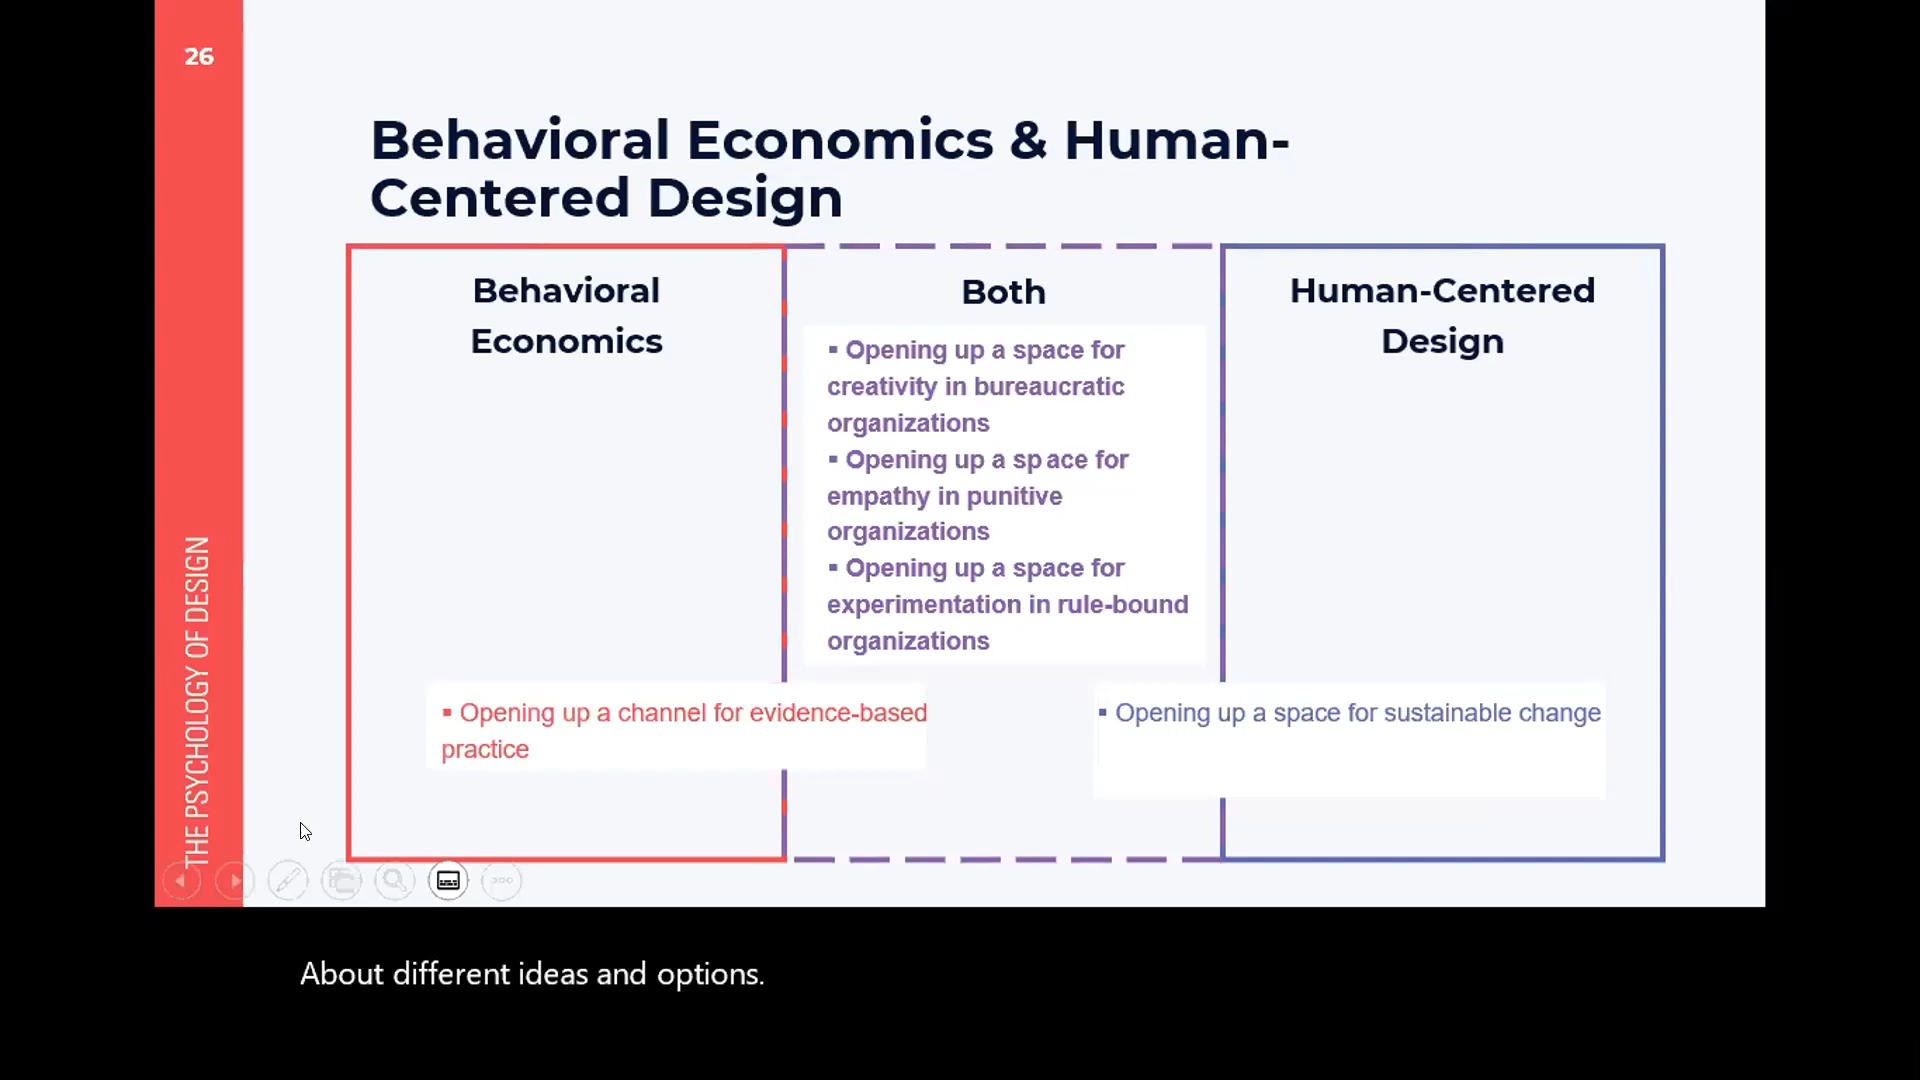 26
Behavioral Economics & Human-
Centered Design
Behavioral
Economics
Both
▪ Opening up a space for
creativity in bureaucratic
organizations
▪ Opening up a space for
empathy in punitive
organizations
▪ Opening up a space for
experimentation in rule-bound
organizations
Human-Centered
Design
▪ Opening up a channel for evidence-based
practice
▪ Opening up a space for sustainable change
THE PSYCHOLOGY OF DESIGN
About different ideas and options.